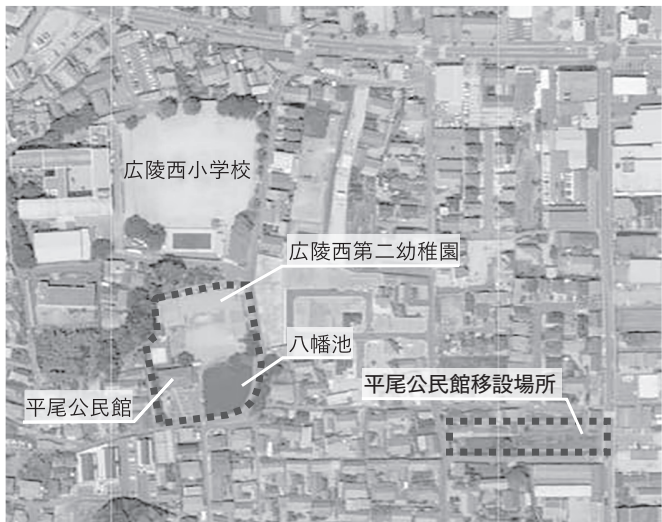 広陵西小学校
広陵西第二幼稚園
八幡池
平尾公民館移設場所
平尾公民館